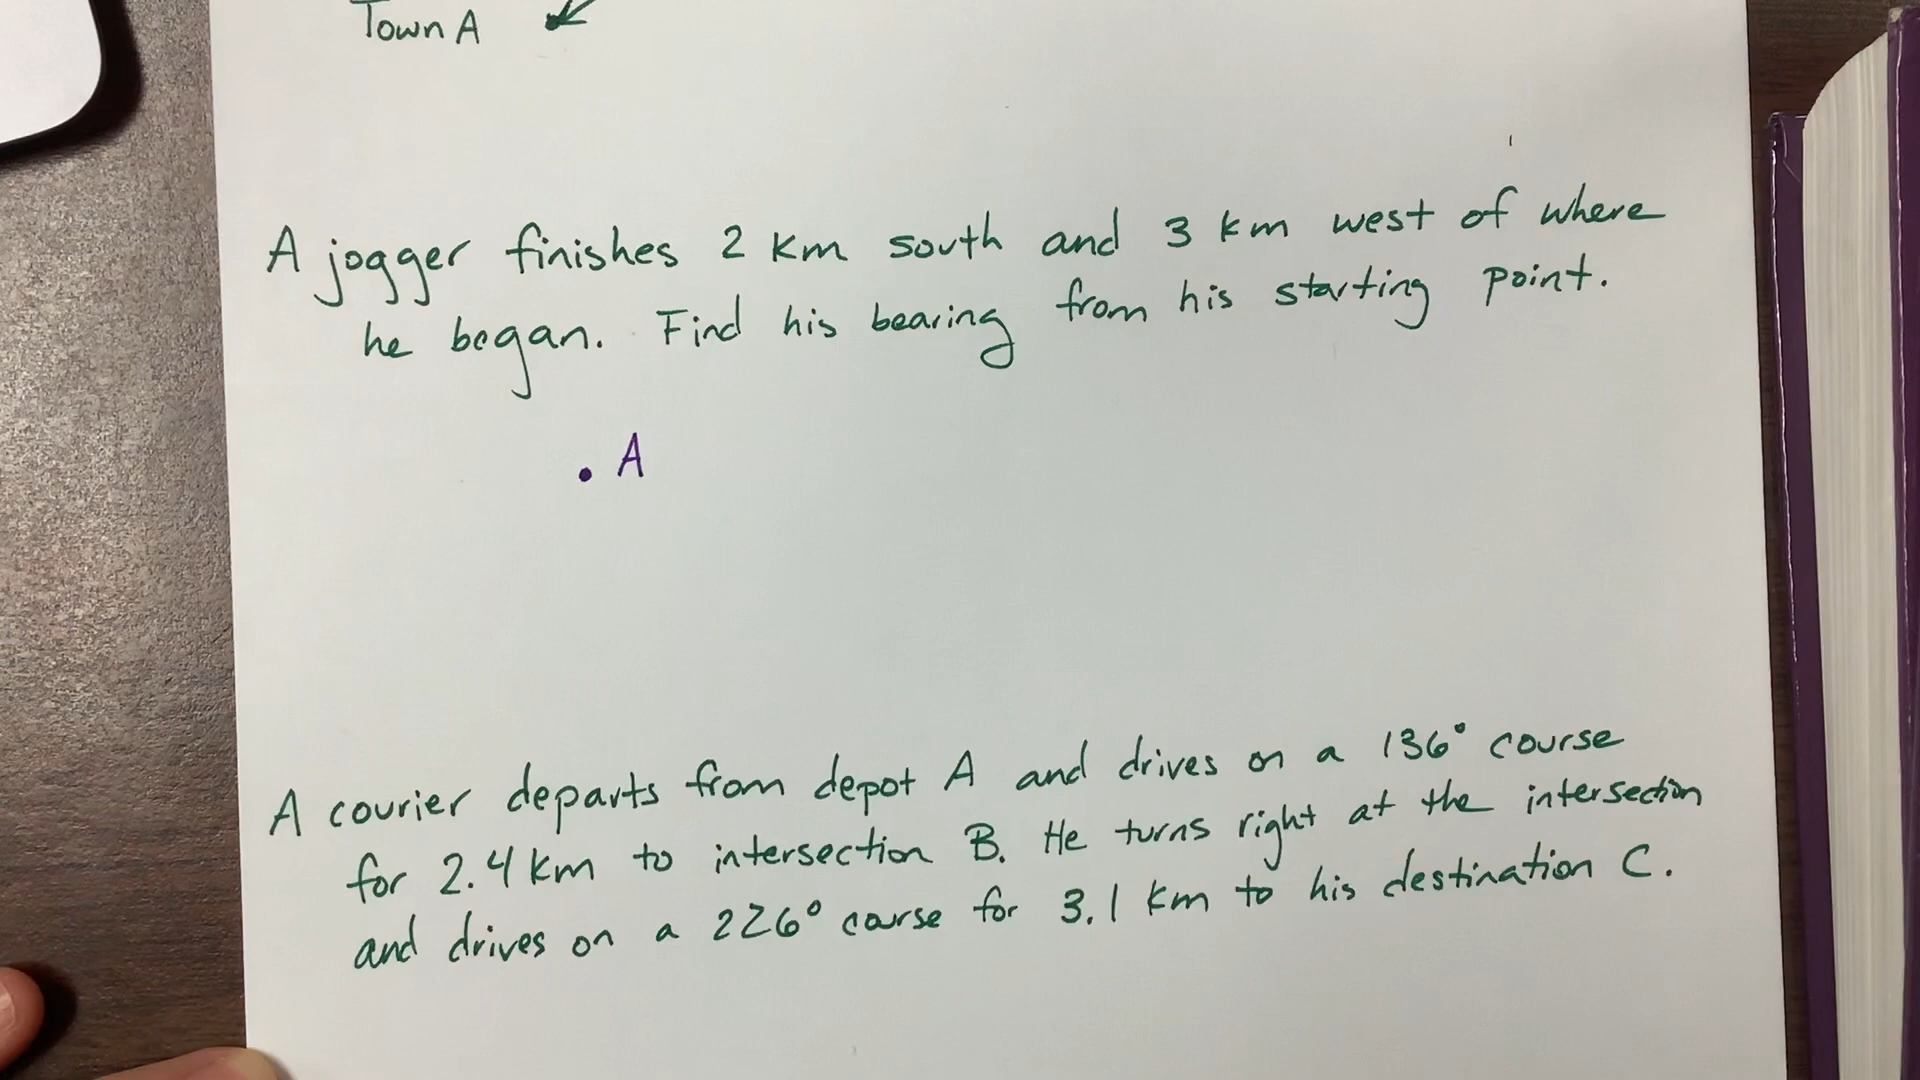 Town A
A jogger finishes 2 km south and 3 km west of where
he began. Find his bearing from his starting point.
A
A courier departs from depot A and drives on a 136° course
for 2.4 km to intersection B. He turns right at the intersection
and drives on a 226° course for 3.1 km to his destination C.